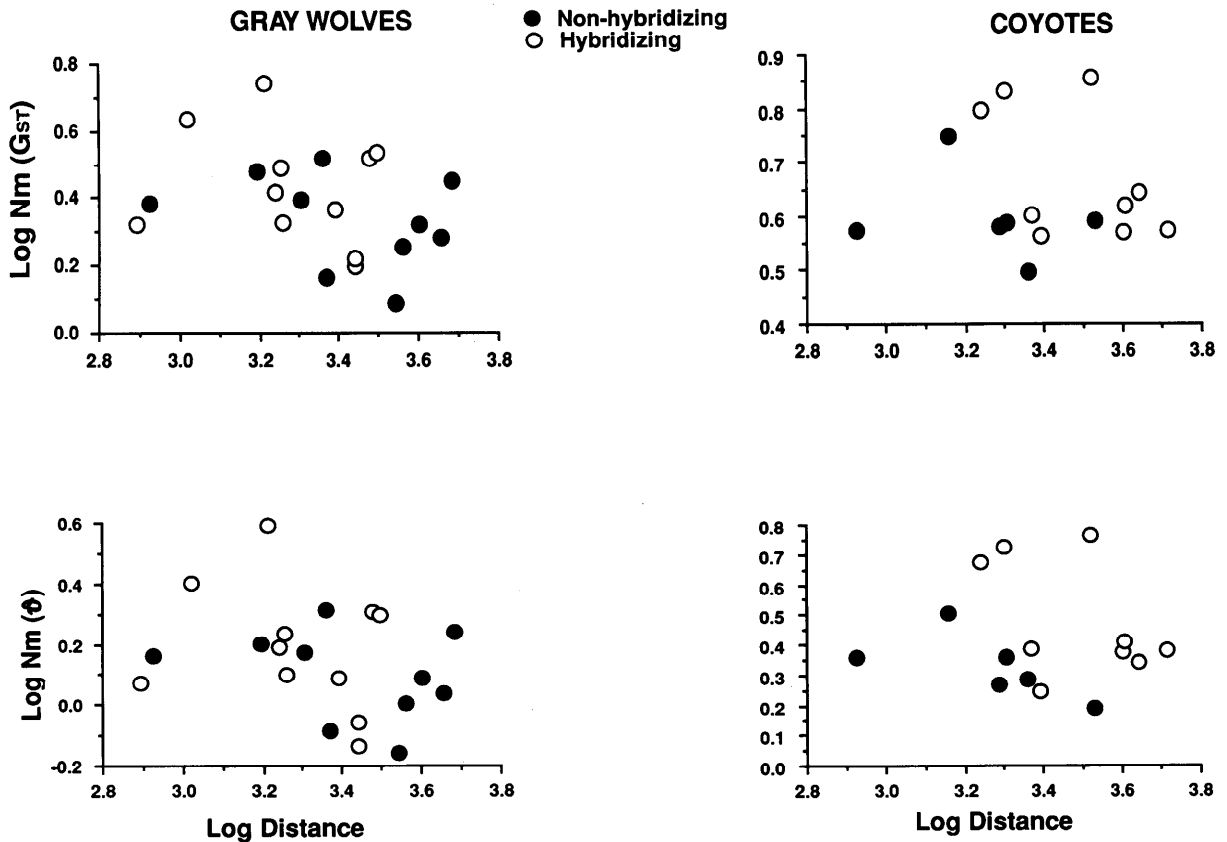 GRAY WOLVES
Non-hybridizing
Hybridizing
COYOTES
Log Nm (GST)
0.8
0.6
0.4
0.2
0.0
2.8 3.0 3.2 3.4 3.6 3.8
0.9
0.8
0.7
0.6
0.5
0.4
2.8 3.0 3.2 3.4 3.6 3.8
Log Nm (ϑ)
0.6
0.4
0.2
0.0
-0.2
2.8 3.0 3.2 3.4 3.6 3.8
Log Distance
0.8
0.7
0.6
0.5
0.4
0.3
0.2
0.1
0.0
2.8 3.0 3.2 3.4 3.6 3.8
Log Distance